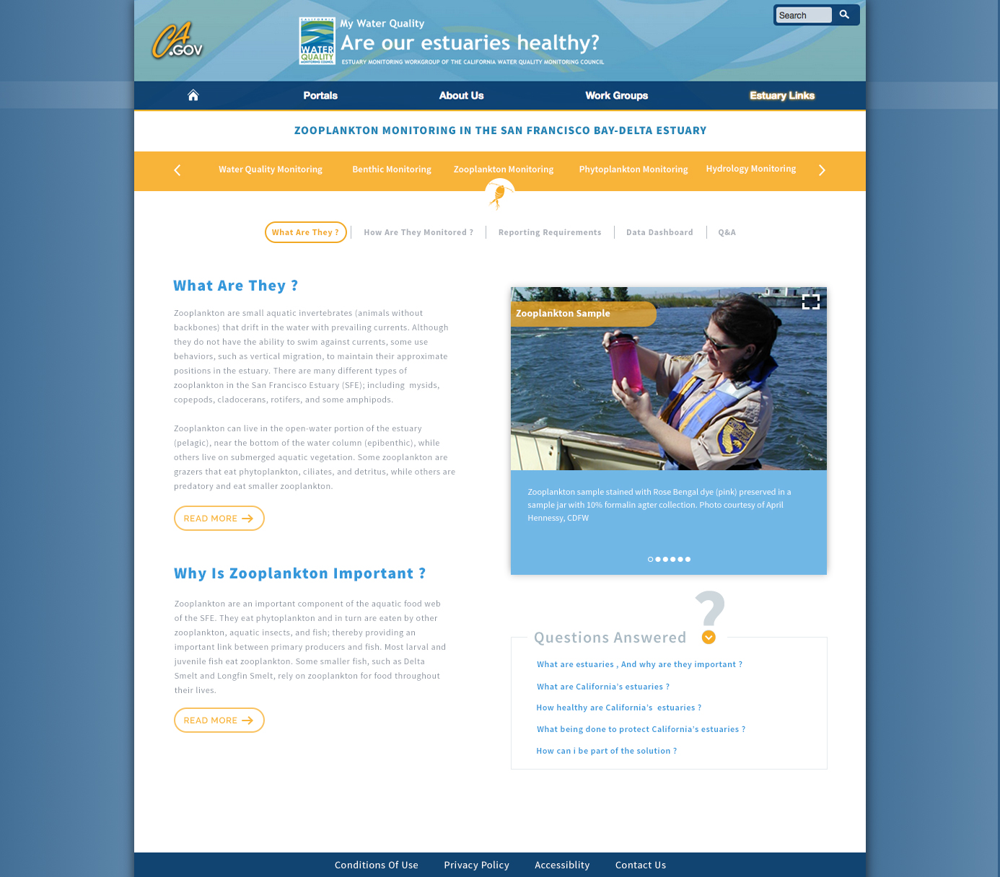 Search
CA.GOV
CALIFORNIA
WATER
QUALITY
MONITORING COUNCIL
My Water Quality
Are our estuaries healthy?
ESTUARY MONITORING WORKGROUP OF THE CALIFORNIA WATER QUALITY MONITORING COUNCIL
Portals
About Us
Work Groups
Estuary Links
ZOOPLANKTON MONITORING IN THE SAN FRANCISCO BAY-DELTA ESTUARY
Water Quality Monitoring
Benthic Monitoring
Zooplankton Monitoring
Phytoplankton Monitoring
Hydrology Monitoring
What Are They ?
How Are They Monitored ?
Reporting Requirements
Data Dashboard
Q&A
What Are They ?
Zooplankton are small aquatic invertebrates (animals without
backbones) that drift in the water with prevailing currents. Although
they do not have the ability to swim against currents, some use
behaviors, such as vertical migration, to maintain their approximate
positions in the estuary. There are many different types of
zooplankton in the San Francisco Estuary (SFE); including  mysids,
copepods, cladocerans, rotifers, and some amphipods.
Zooplankton can live in the open-water portion of the estuary
(pelagic), near the bottom of the water column (epibenthic), while
others live on submerged aquatic vegetation. Some zooplankton are
grazers that eat phytoplankton, ciliates, and detritus, while others are
predatory and eat smaller zooplankton.
READ MORE
Why Is Zooplankton Important ?
Zooplankton are an important component of the aquatic food web
of the SFE. They eat phytoplankton and in turn are eaten by other
zooplankton, aquatic insects, and fish; thereby providing an
important link between primary producers and fish. Most larval and
juvenile fish eat zooplankton. Some smaller fish, such as Delta
Smelt and Longfin Smelt, rely on zooplankton for food throughout
their lives.
READ MORE
Zooplankton Sample
Zooplankton sample stained with Rose Bengal dye (pink) preserved in a
sample jar with 10% formalin agter collection. Photo courtesy of April
Hennessy, CDFW
?
Questions Answered
What are estuaries , And why are they important ?
What are California's estuaries ?
How healthy are California's  estuaries ?
What being done to protect California's estuaries ?
How can i be part of the solution ?
Conditions Of Use
Privacy Policy
Accessiblity
Contact Us